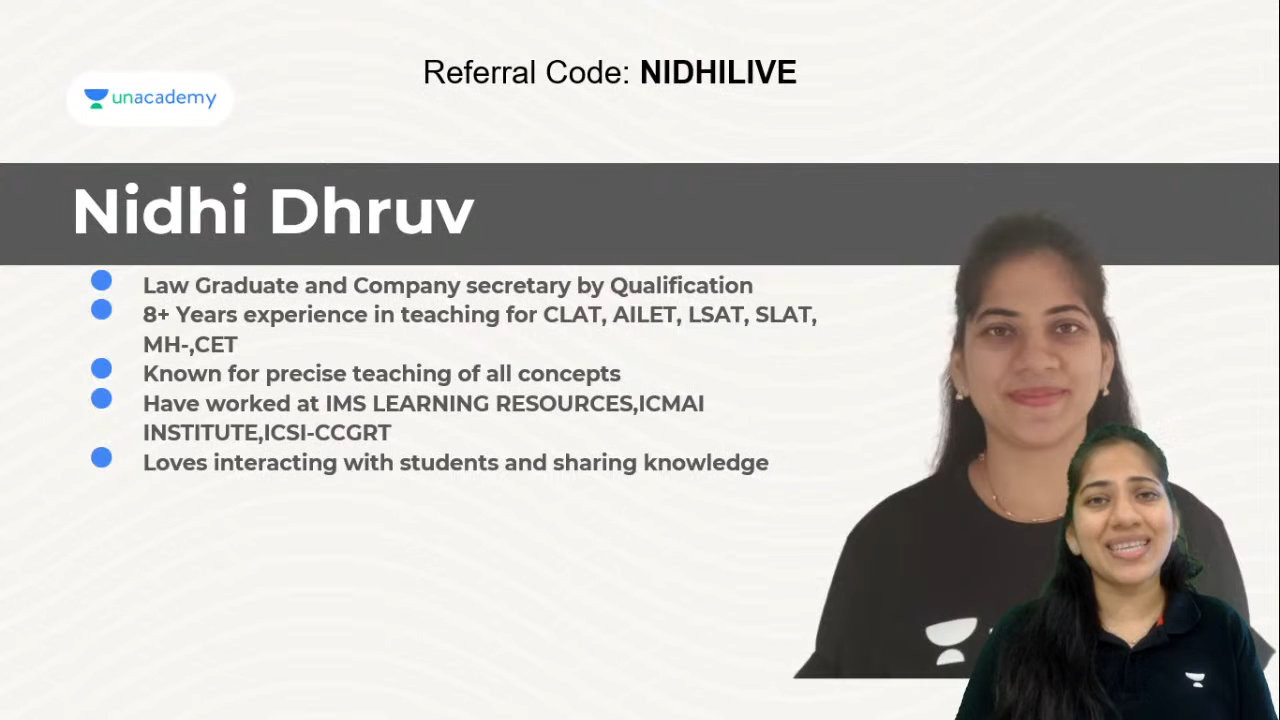 Referral Code: NIDHILIVE
unacademy
Nidhi Dhruv
Law Graduate and Company secretary by Qualification
8+ Years experience in teaching for CLAT, AILET, LSAT, SLAT,
MH-,CET
Known for precise teaching of all concepts
Have worked at IMS LEARNING RESOURCES,ICMAI
INSTITUTE,ICSI-CCGRT
Loves interacting with students and sharing knowledge